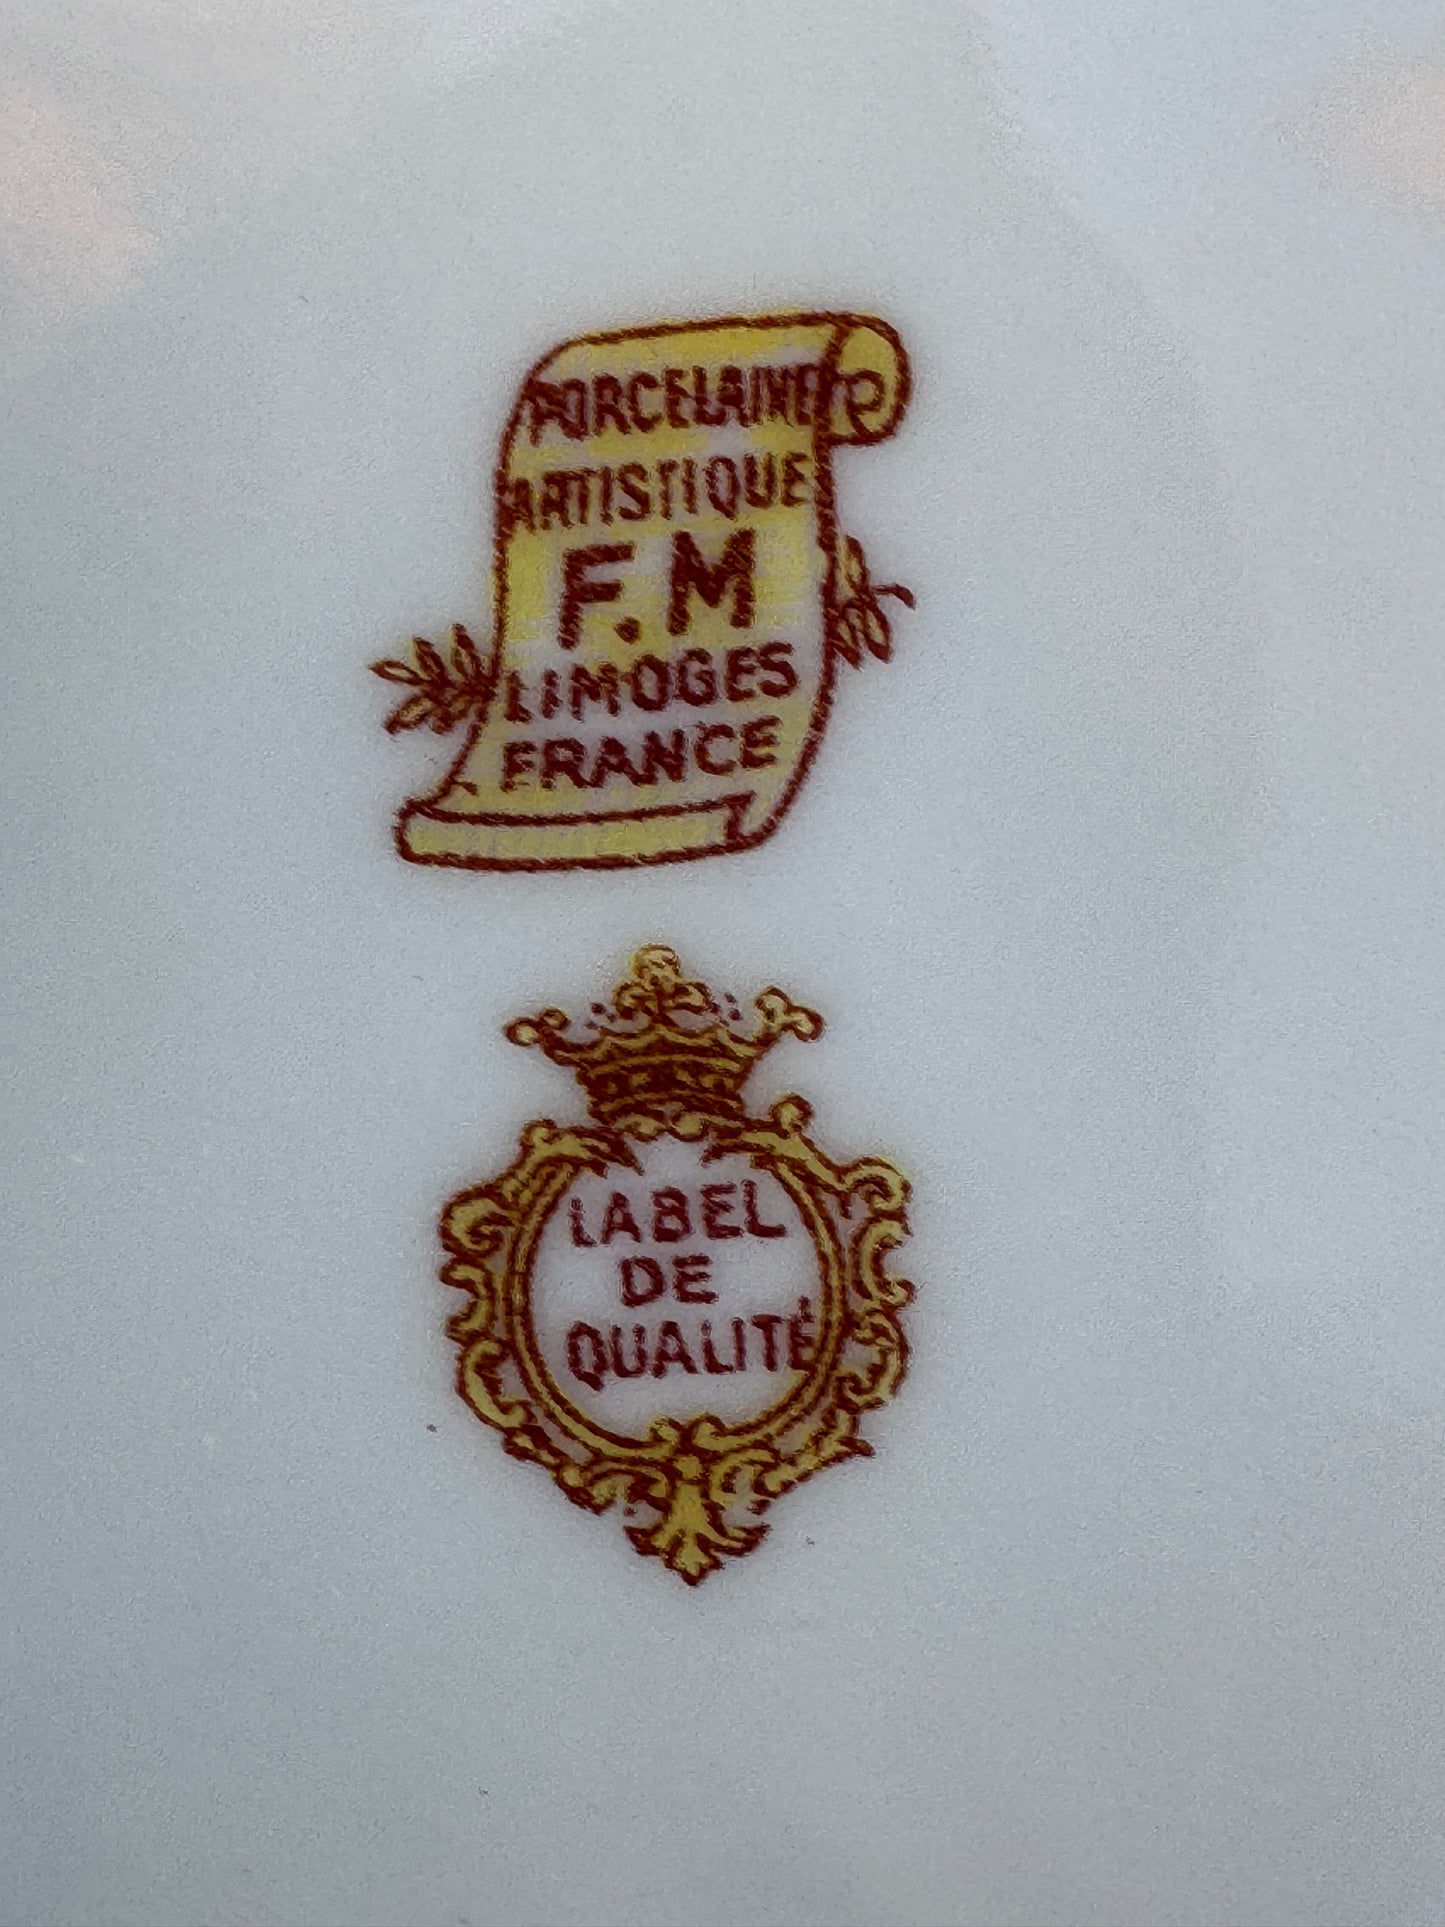 PORCELAINE
ARTISTIQUE
F.M
LIMOGES
FRANCE
LABEL
DE
QUALITÉ